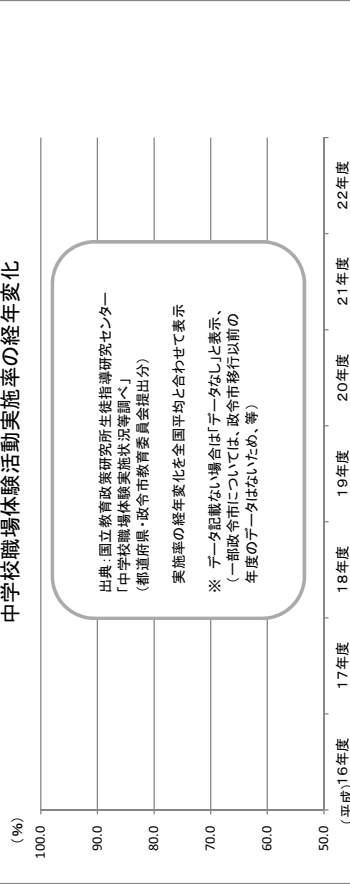 中学校職場体験活動実施率の経年変化
(%)
100.0
90.0
80.0
70.0
60.0
50.0
出典：国立教育政策研究所生徒指導研究センター
「中学校職場体験実施状況等調べ」
（都道府県・政令市教育委員会提出分）
実施率の経年変化を全国平均と合わせて表示
※ データ記載ない場合は「データなし」と表示、
（一部政令市については、政令市移行以前の
年度のデータはないため、等）
(平成)16年度 17年度 18年度 19年度 20年度 21年度 22年度